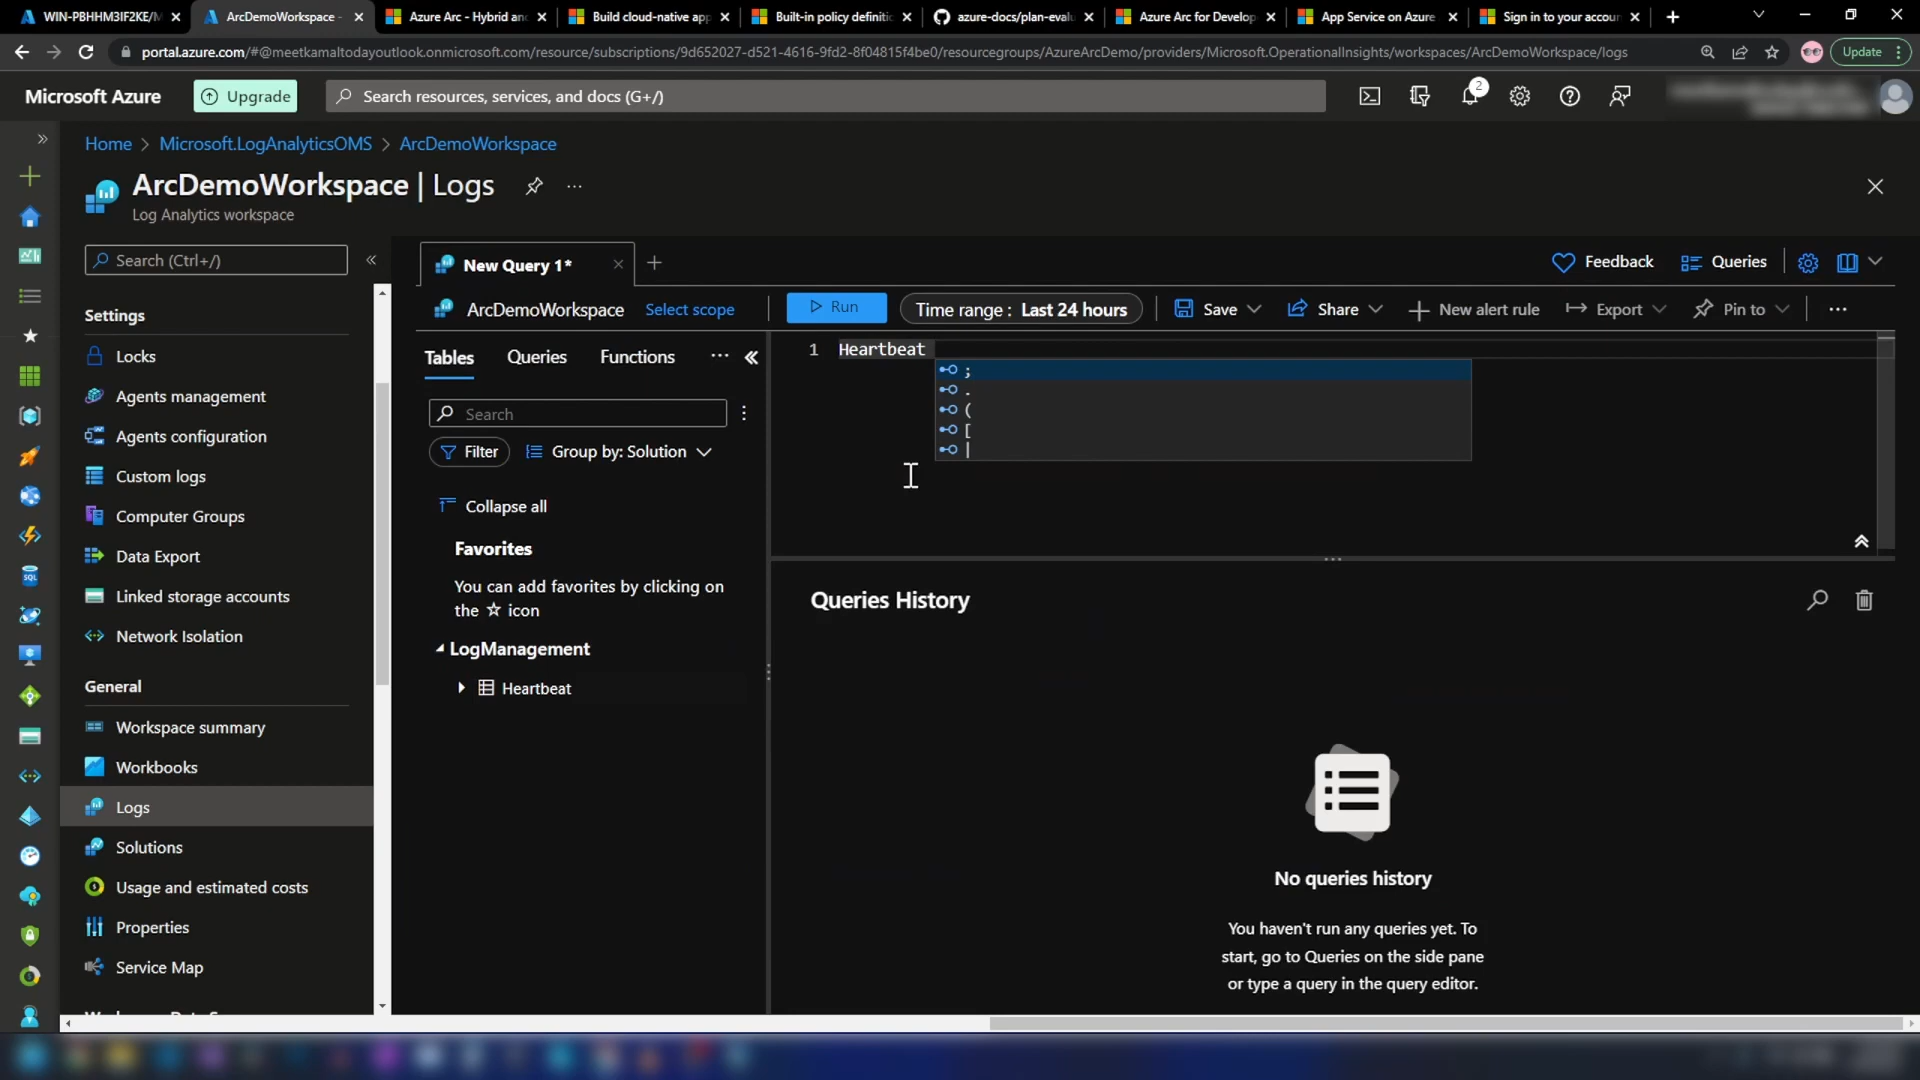 WIN-PBHHM3IF2KE/M
ArcDemoWorkspace -
Azure Arc - Hybrid an
Build cloud-native app
Built-in policy definiti
azure-docs/plan-evalu
Azure Arc for Develop
App Service on Azure
Sign in to your accoun
portal.azure.com/#@meetkamaltodayoutlook.onmicrosoft.com/resource/subscriptions/9d652027-d521-4616-9fd2-8f04815f4be0/resourcegroups/AzureArcDemo/providers/Microsoft.OperationalInsights/workspaces/ArcDemoWorkspace/logs
Update
Microsoft Azure
Upgrade
Search resources, services, and docs (G+/)
2
Home > Microsoft.LogAnalyticsOMS > ArcDemoWorkspace
ArcDemoWorkspace | Logs
Log Analytics workspace
Search (Ctrl+/)
Settings
Locks
Agents management
Agents configuration
Custom logs
Computer Groups
Data Export
Linked storage accounts
Network Isolation
General
Workspace summary
Workbooks
Logs
Solutions
Usage and estimated costs
Properties
Service Map
New Query 1*
Feedback
Queries
ArcDemoWorkspace
Select scope
Run
Time range : Last 24 hours
Save
Share
New alert rule
Export
Pin to
Tables
Queries
Functions
Search
Filter
Group by: Solution
Collapse all
Favorites
You can add favorites by clicking on
the ☆ icon
LogManagement
Heartbeat
1 Heartbeat
;
.
(
[
|
Queries History
No queries history
You haven't run any queries yet. To
start, go to Queries on the side pane
or type a query in the query editor.